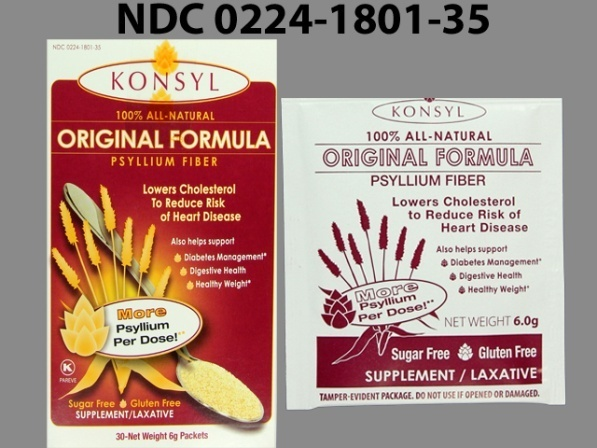 NDC 0224-1801-35
NDC 0224-1801-35
KONSYL
100% ALL-NATURAL
ORIGINAL FORMULA
PSYLLIUM FIBER
Lowers Cholesterol
To Reduce Risk
of Heart Disease
Also helps support
Diabetes Management*
Digestive Health
Healthy Weight*
More
Psyllium
Per Dose!**
K
PAREVE
Sugar Free Gluten Free
SUPPLEMENT/LAXATIVE
30-Net Weight 6g Packets
KONSYL
100% ALL-NATURAL
ORIGINAL FORMULA
PSYLLIUM FIBER
Lowers Cholesterol
to Reduce Risk of
Heart Disease
Also helps support
Diabetes Management*
Digestive Health
Healthy Weight*
More
Psyllium
Per Dose!**
NET WEIGHT 6.0g
Sugar Free Gluten Free
SUPPLEMENT / LAXATIVE
TAMPER-EVIDENT PACKAGE. DO NOT USE IF OPENED OR DAMAGED.